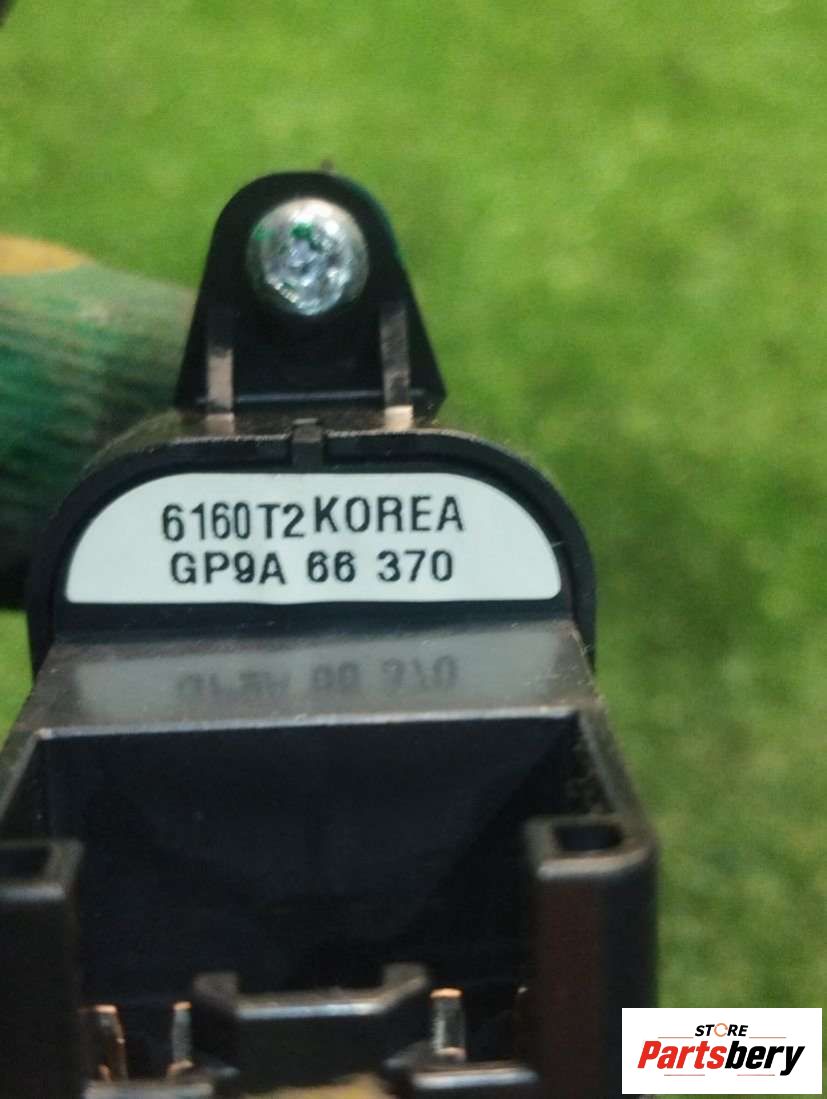 6160T2KOREA
GP9A 66 370
STORE
Partsbery